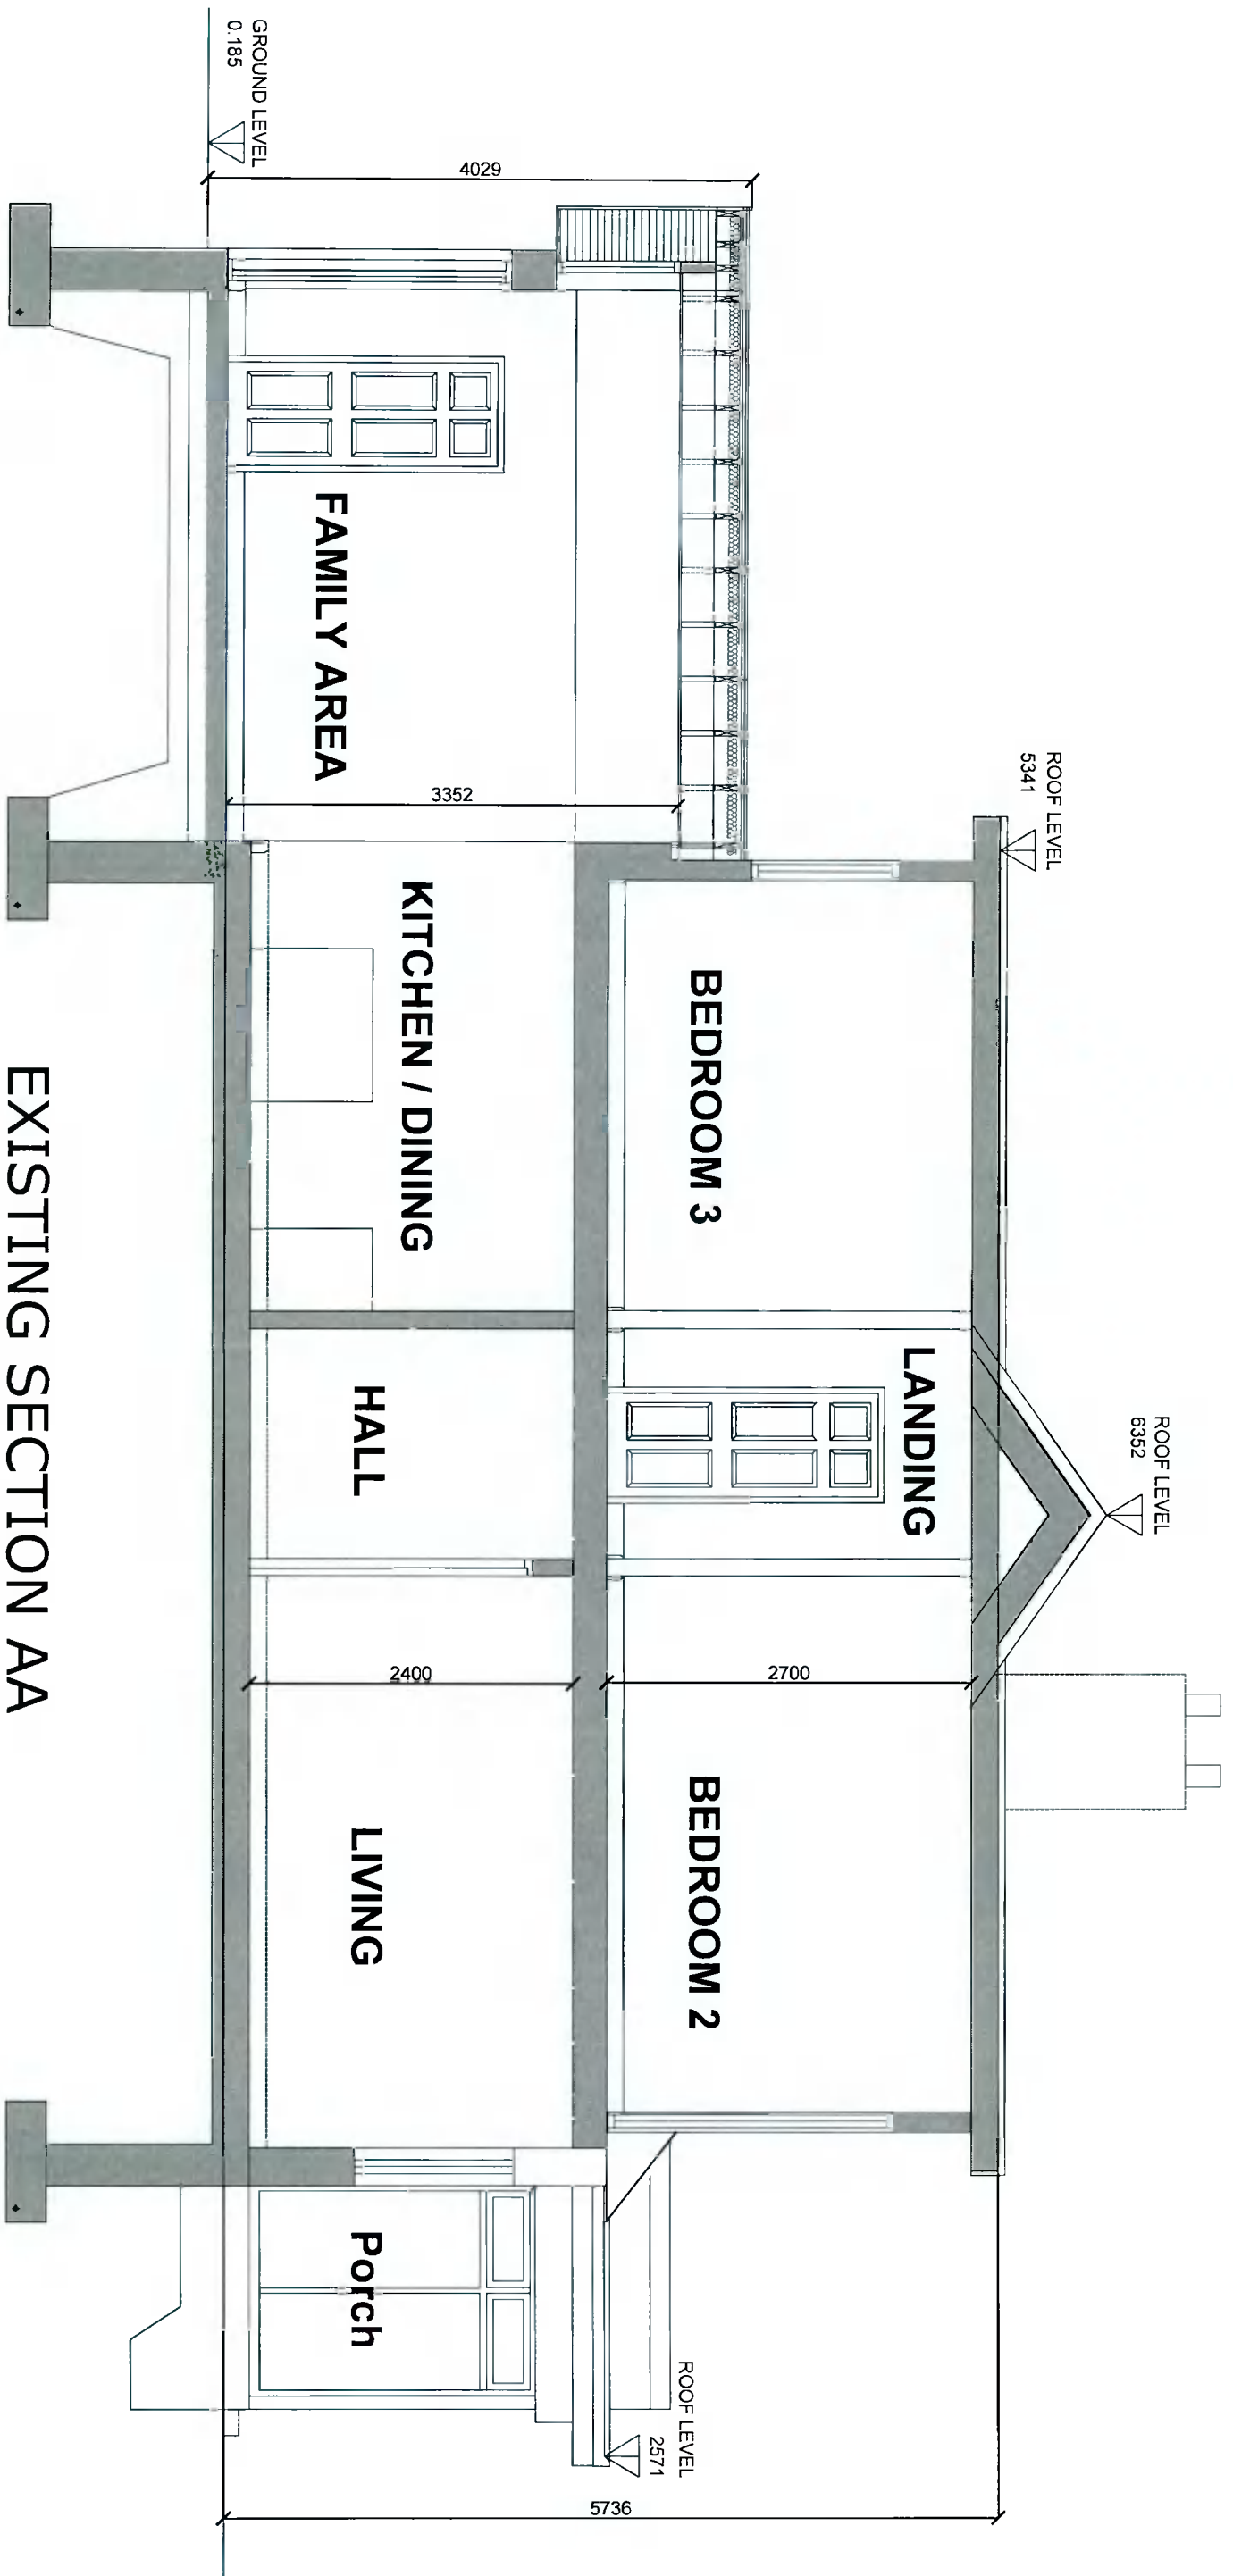 ROOF LEVEL
6352
ROOF LEVEL
5341
LANDING
BEDROOM 3
BEDROOM 2
2700
4029
3352
ROOF LEVEL
2571
5736
FAMILY AREA
KITCHEN / DINING
HALL
LIVING
Porch
2400
GROUND LEVEL
0.185
EXISTING SECTION AA